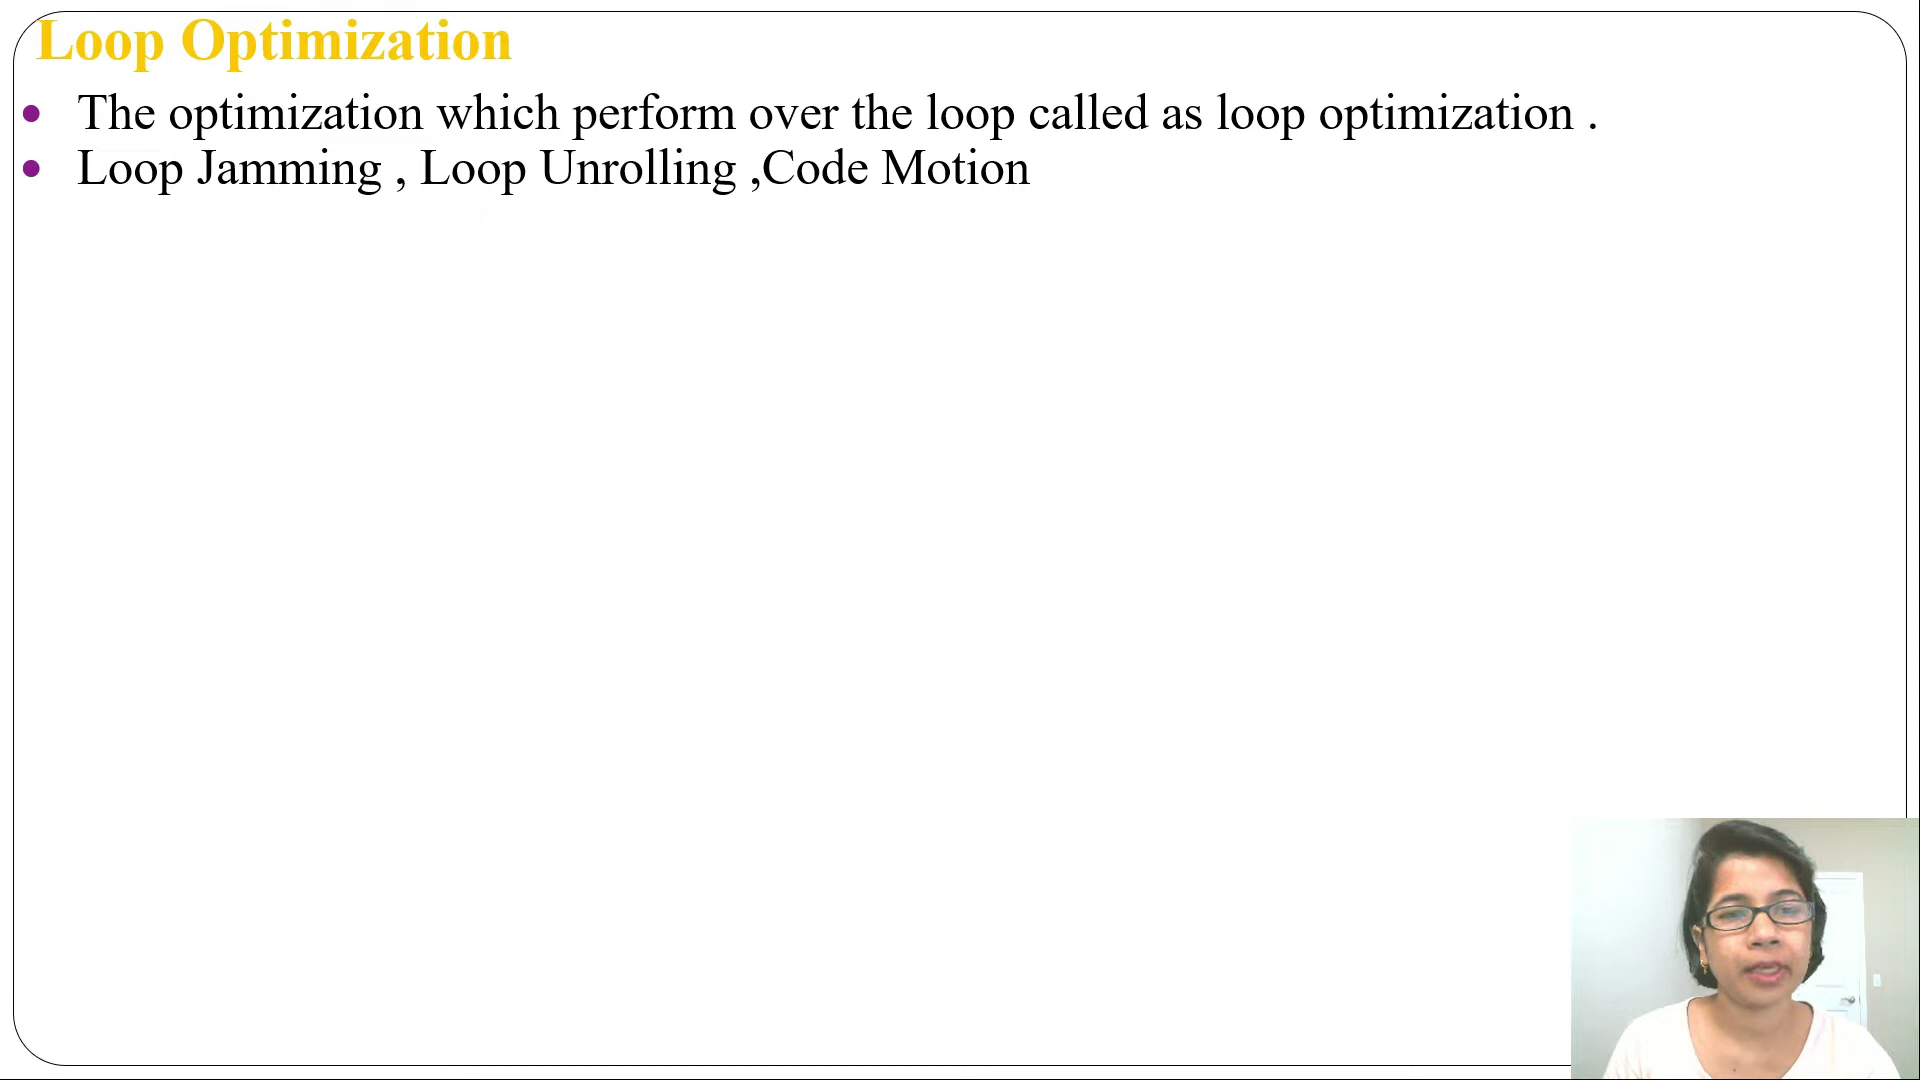 Loop Optimization
The optimization which perform over the loop called as loop optimization .
Loop Jamming , Loop Unrolling ,Code Motion